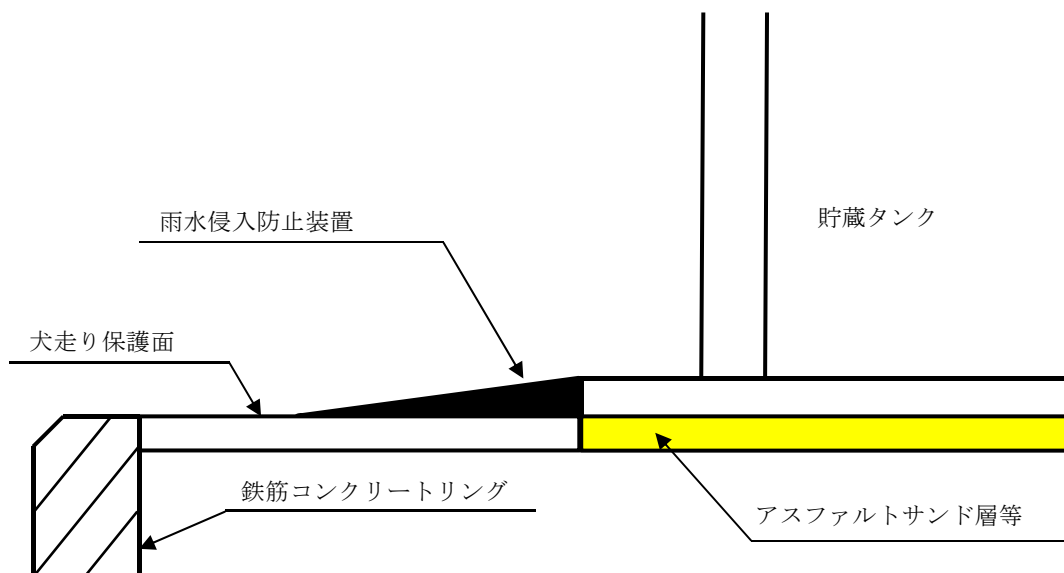 雨水侵入防止装置
貯蔵タンク
犬走り保護面
鉄筋コンクリートリング
アスファルトサンド層等